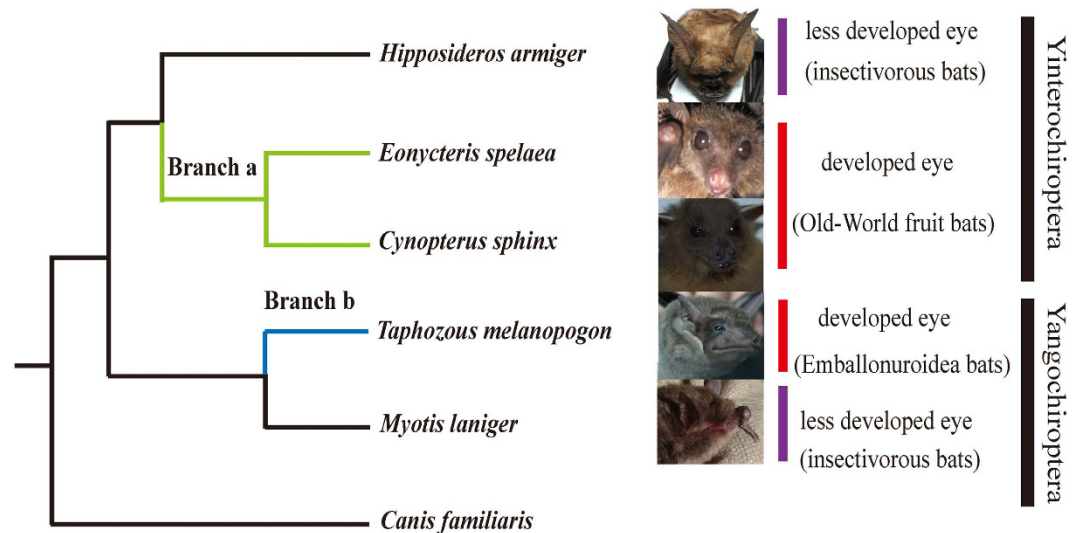 Hipposideros armiger
less developed eye
(insectivorous bats)
Branch a
Eonycteris spelaea
developed eye
(Old-World fruit bats)
Cynopterus sphinx
Yinterochiroptera
Branch b
Taphozous melanopogon
developed eye
(Emballonuroidea bats)
Myotis laniger
less developed eye
(insectivorous bats)
Yangochiroptera
Canis familiaris